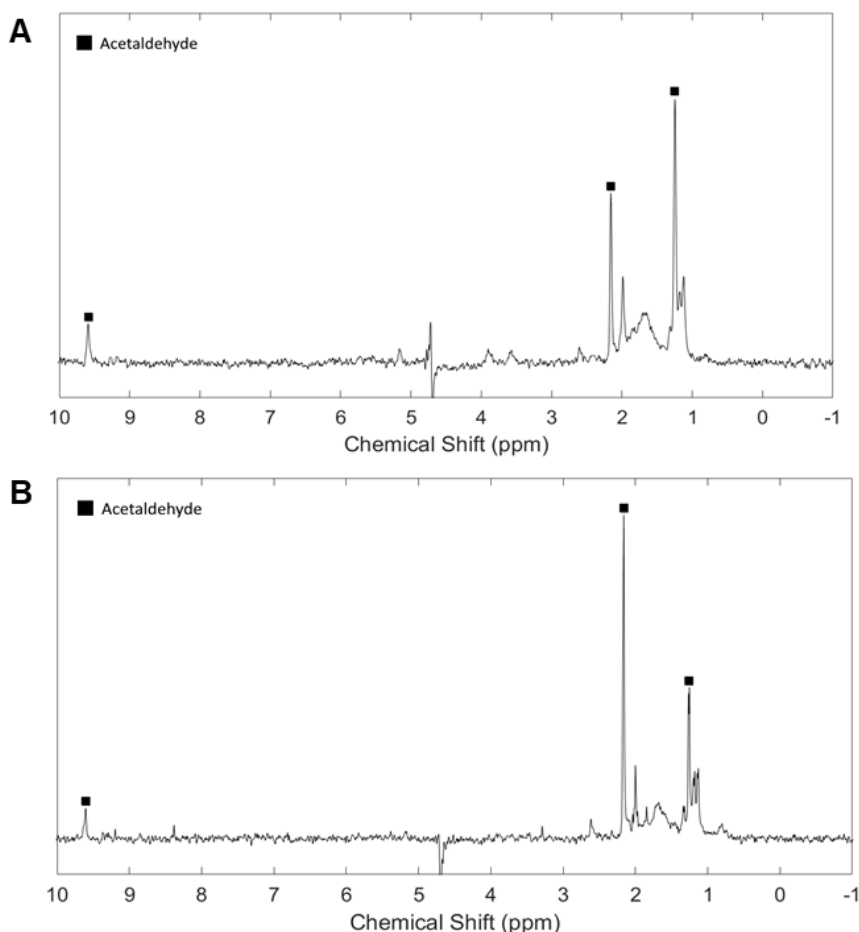 A
Acetaldehyde
10 9 8 7 6 5 4 3 2 1 0 -1
Chemical Shift (ppm)
B
Acetaldehyde
10 9 8 7 6 5 4 3 2 1 0 -1
Chemical Shift (ppm)